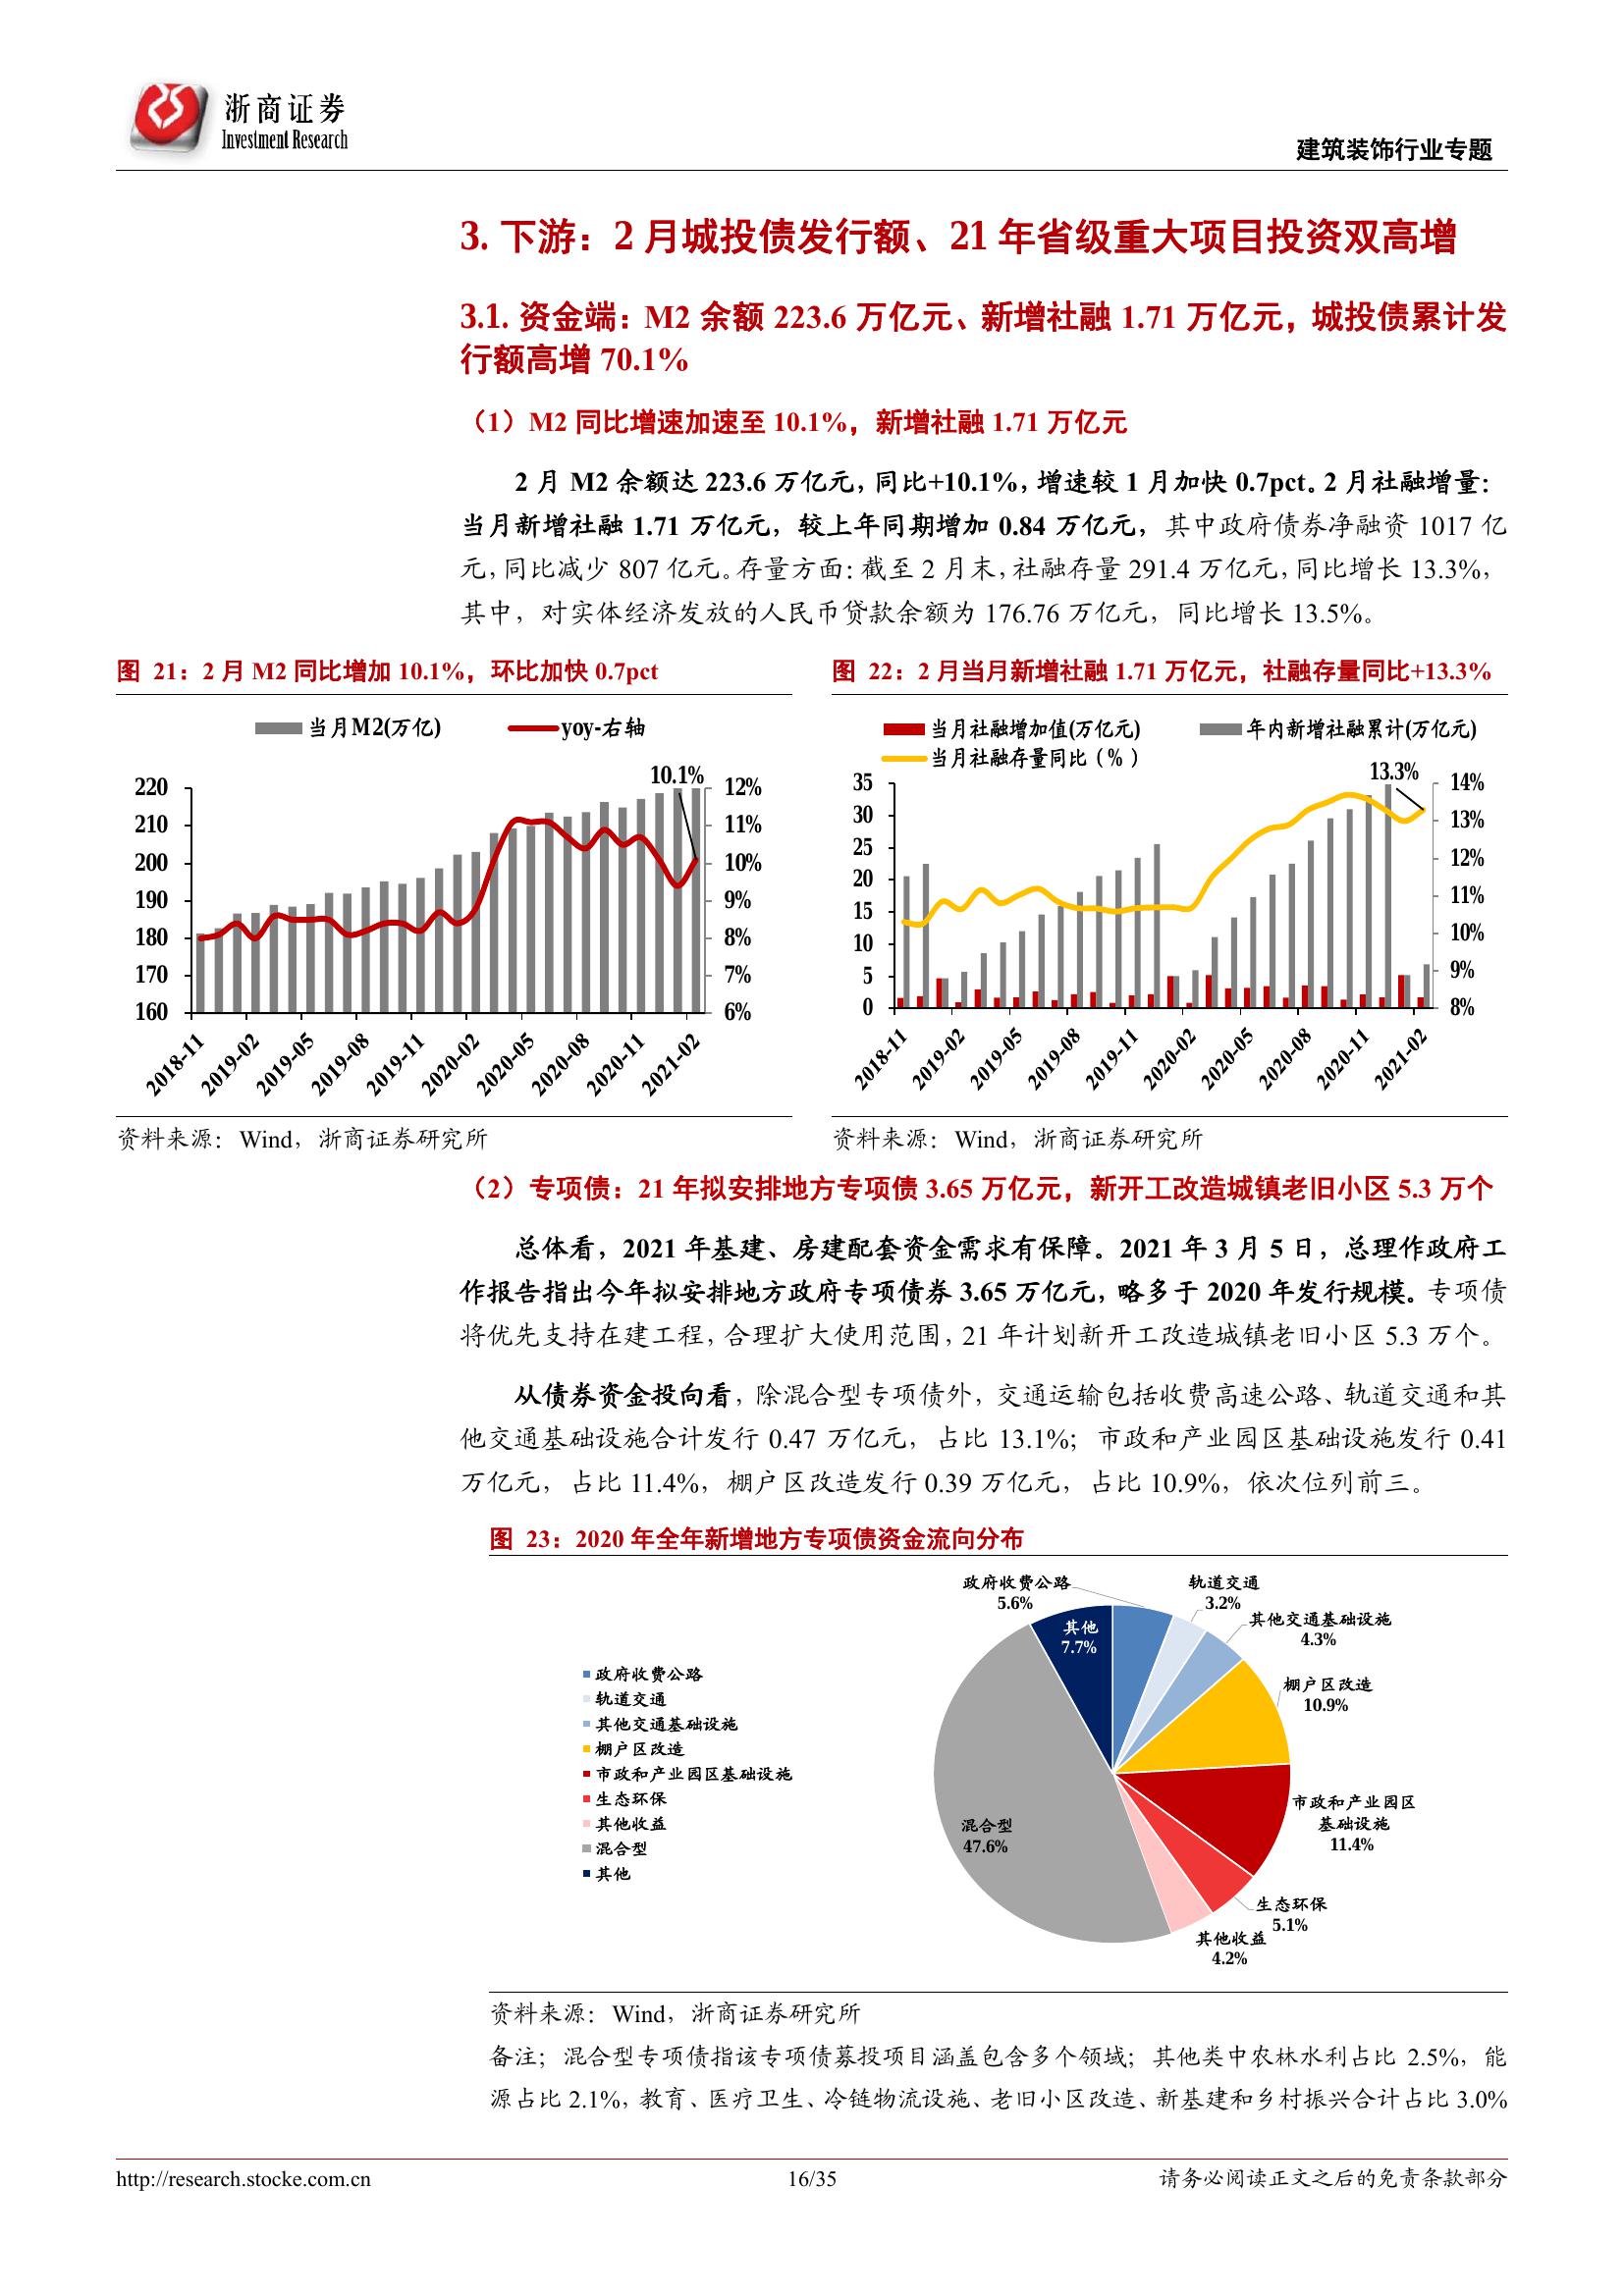 浙商证券
Investment Research
建筑装饰行业专题
3. 下游：2 月城投债发行额、21 年省级重大项目投资双高增
3.1. 资金端：M2 余额 223.6 万亿元、新增社融 1.71 万亿元，城投债累计发
行额高增 70.1%
（1）M2 同比增速加速至 10.1%，新增社融 1.71 万亿元
2 月 M2 余额达 223.6 万亿元，同比+10.1%，增速较 1 月加快 0.7pct。2 月社融增量：
当月新增社融 1.71 万亿元，较上年同期增加 0.84 万亿元，其中政府债券净融资 1017 亿
元，同比减少 807 亿元。存量方面：截至 2 月末，社融存量 291.4 万亿元，同比增长 13.3%，
其中，对实体经济发放的人民币贷款余额为 176.76 万亿元，同比增长 13.5%。
图 21：2 月 M2 同比增加 10.1%，环比加快 0.7pct
当月M2(万亿) yoy-右轴
10.1%
220 12%
210 11%
200 10%
190 9%
180 8%
170 7%
160 6%
2018-11 2019-02 2019-05 2019-08 2019-11 2020-02 2020-05 2020-08 2020-11 2021-02
资料来源：Wind，浙商证券研究所
图 22：2 月当月新增社融 1.71 万亿元，社融存量同比+13.3%
当月社融增加值(万亿元) 年内新增社融累计(万亿元)
当月社融存量同比（%）
13.3%
35 14%
30 13%
25 12%
20 11%
15 10%
10 9%
5 8%
0
2018-11 2019-02 2019-05 2019-08 2019-11 2020-02 2020-05 2020-08 2020-11 2021-02
资料来源：Wind，浙商证券研究所
（2）专项债：21 年拟安排地方专项债 3.65 万亿元，新开工改造城镇老旧小区 5.3 万个
总体看，2021 年基建、房建配套资金需求有保障。2021 年 3 月 5 日，总理作政府工
作报告指出今年拟安排地方政府专项债券 3.65 万亿元，略多于 2020 年发行规模。专项债
将优先支持在建工程，合理扩大使用范围，21 年计划新开工改造城镇老旧小区 5.3 万个。
从债券资金投向看，除混合型专项债外，交通运输包括收费高速公路、轨道交通和其
他交通基础设施合计发行 0.47 万亿元，占比 13.1%；市政和产业园区基础设施发行 0.41
万亿元，占比 11.4%，棚户区改造发行 0.39 万亿元，占比 10.9%，依次位列前三。
图 23：2020 年全年新增地方专项债资金流向分布
政府收费公路
轨道交通
其他交通基础设施
棚户区改造
市政和产业园区基础设施
生态环保
其他收益
混合型
其他
政府收费公路
5.6%
轨道交通
3.2%
其他交通基础设施
4.3%
棚户区改造
10.9%
市政和产业园区
基础设施
11.4%
生态环保
5.1%
其他收益
4.2%
混合型
47.6%
其他
7.7%
资料来源：Wind，浙商证券研究所
备注；混合型专项债指该专项债募投项目涵盖包含多个领域；其他类中农林水利占比 2.5%，能
源占比 2.1%，教育、医疗卫生、冷链物流设施、老旧小区改造、新基建和乡村振兴合计占比 3.0%
http://research.stocke.com.cn
16/35
请务必阅读正文之后的免责条款部分